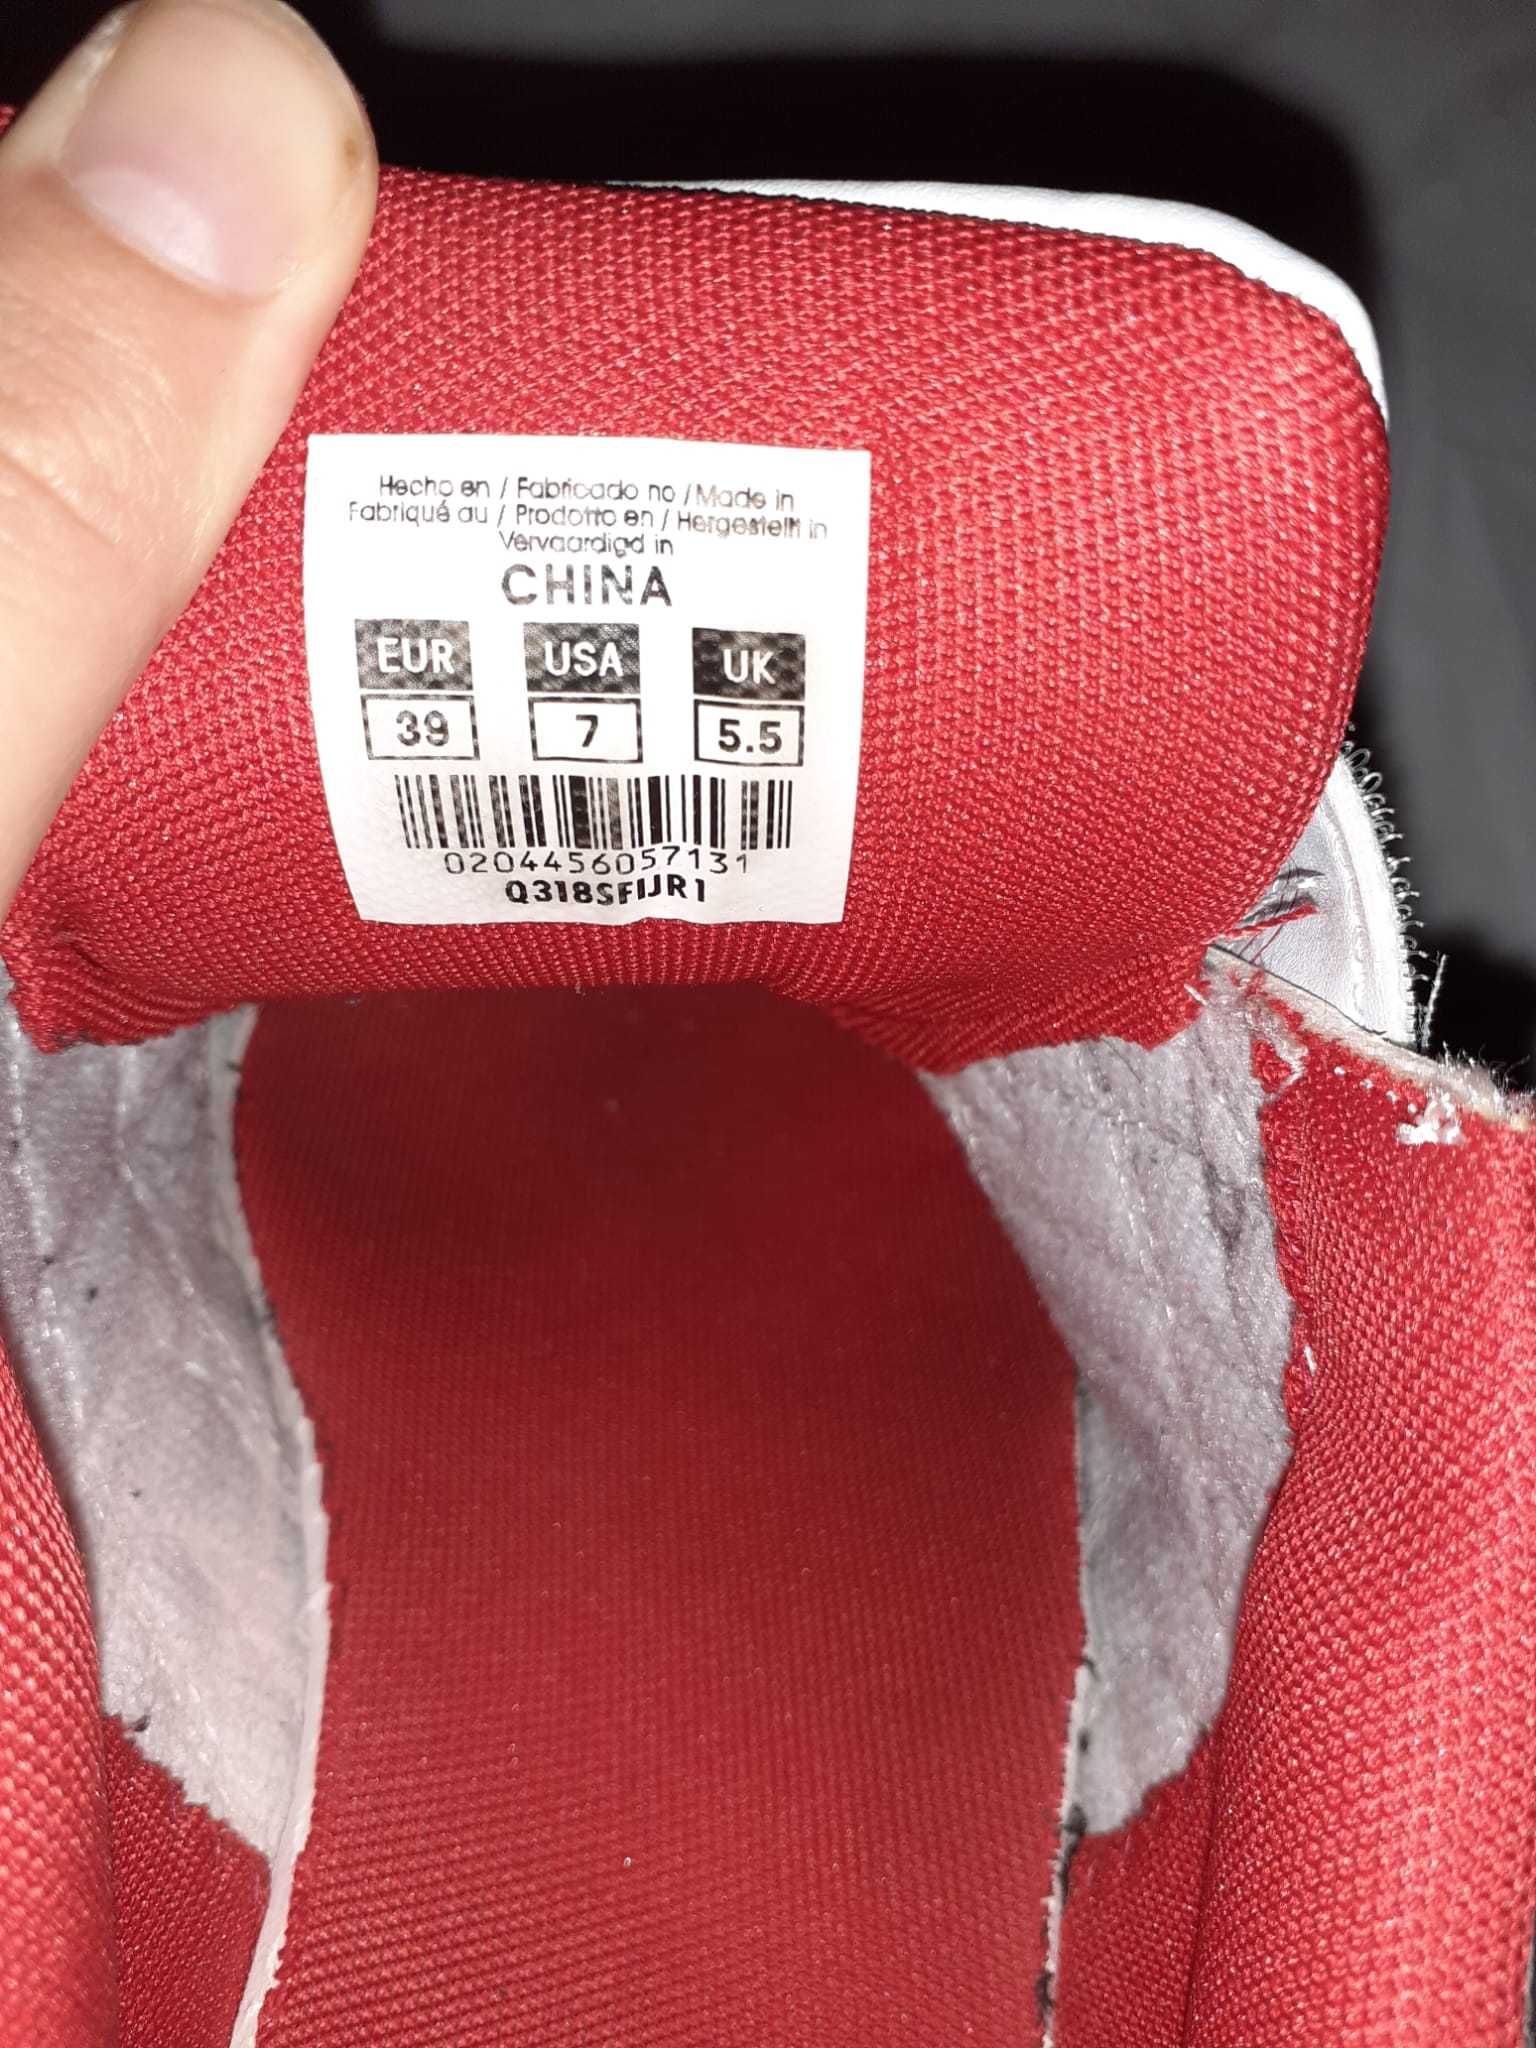 Hecho en / Fabricado no / Made in
Fabriqué au / Prodotto en / Hergestellt in
Vervaardigd in
CHINA
EUR USA UK
39 7 5.5
0204456057131
Q318SFIJR1